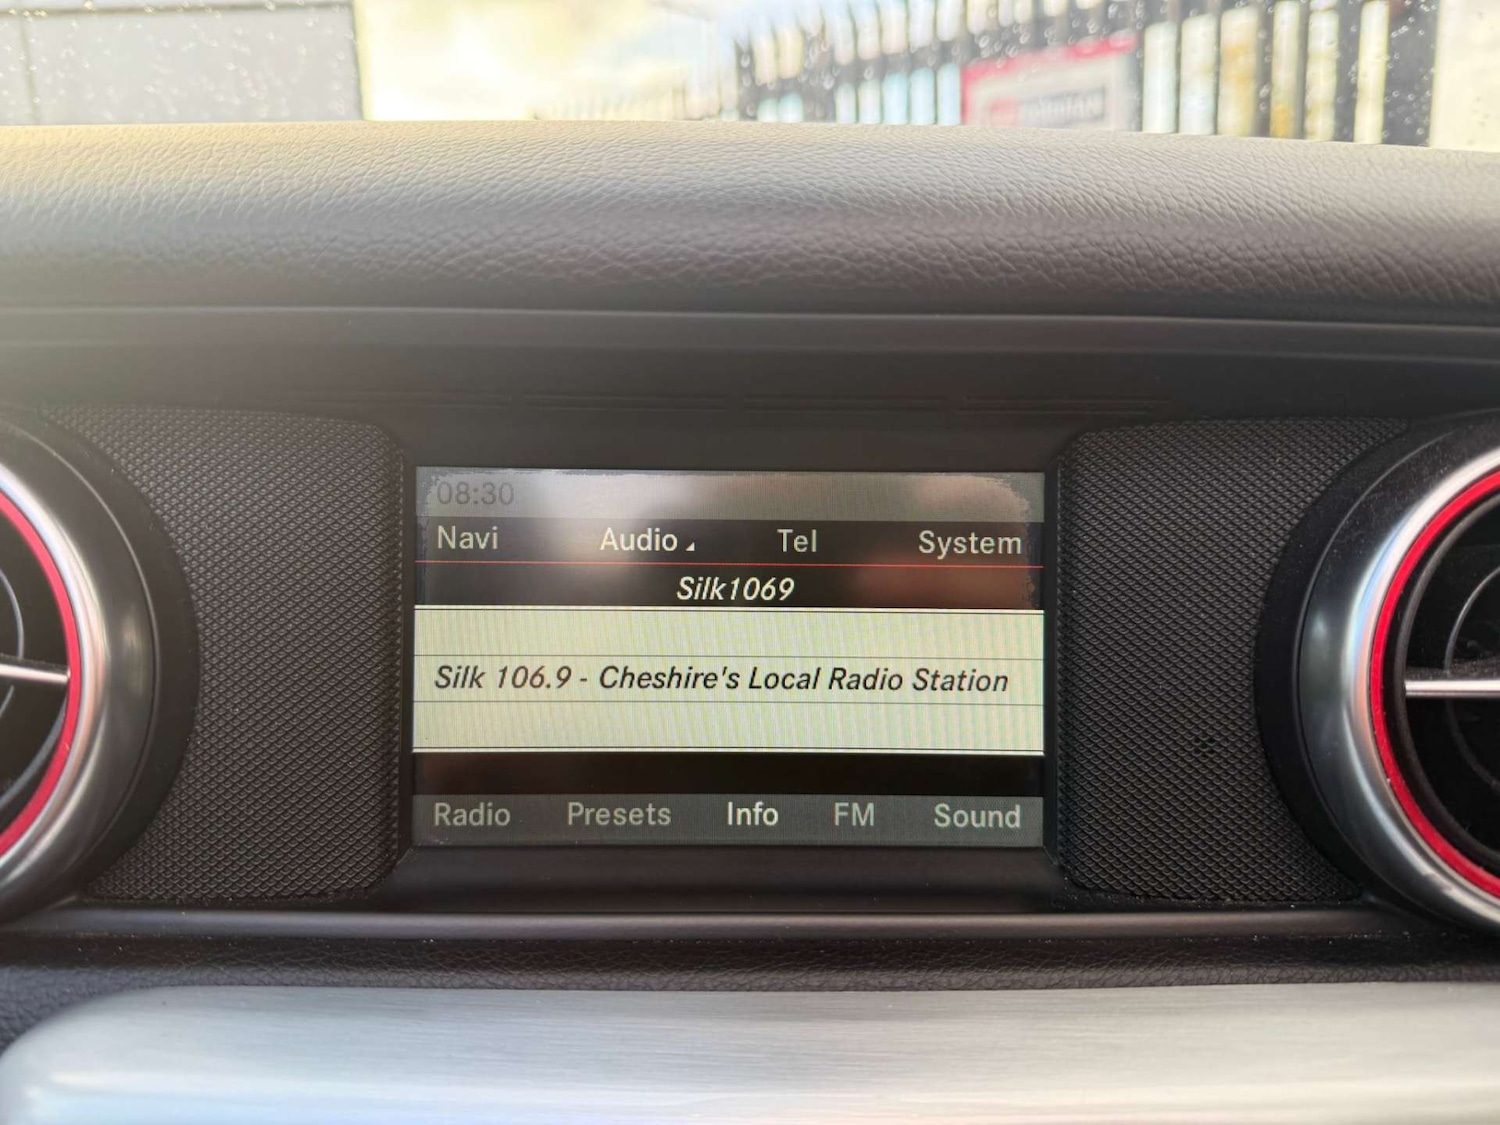 08:30
Navi Audio Tel System
Silk1069
Silk 106.9 - Cheshire's Local Radio Station
Radio Presets Info FM Sound